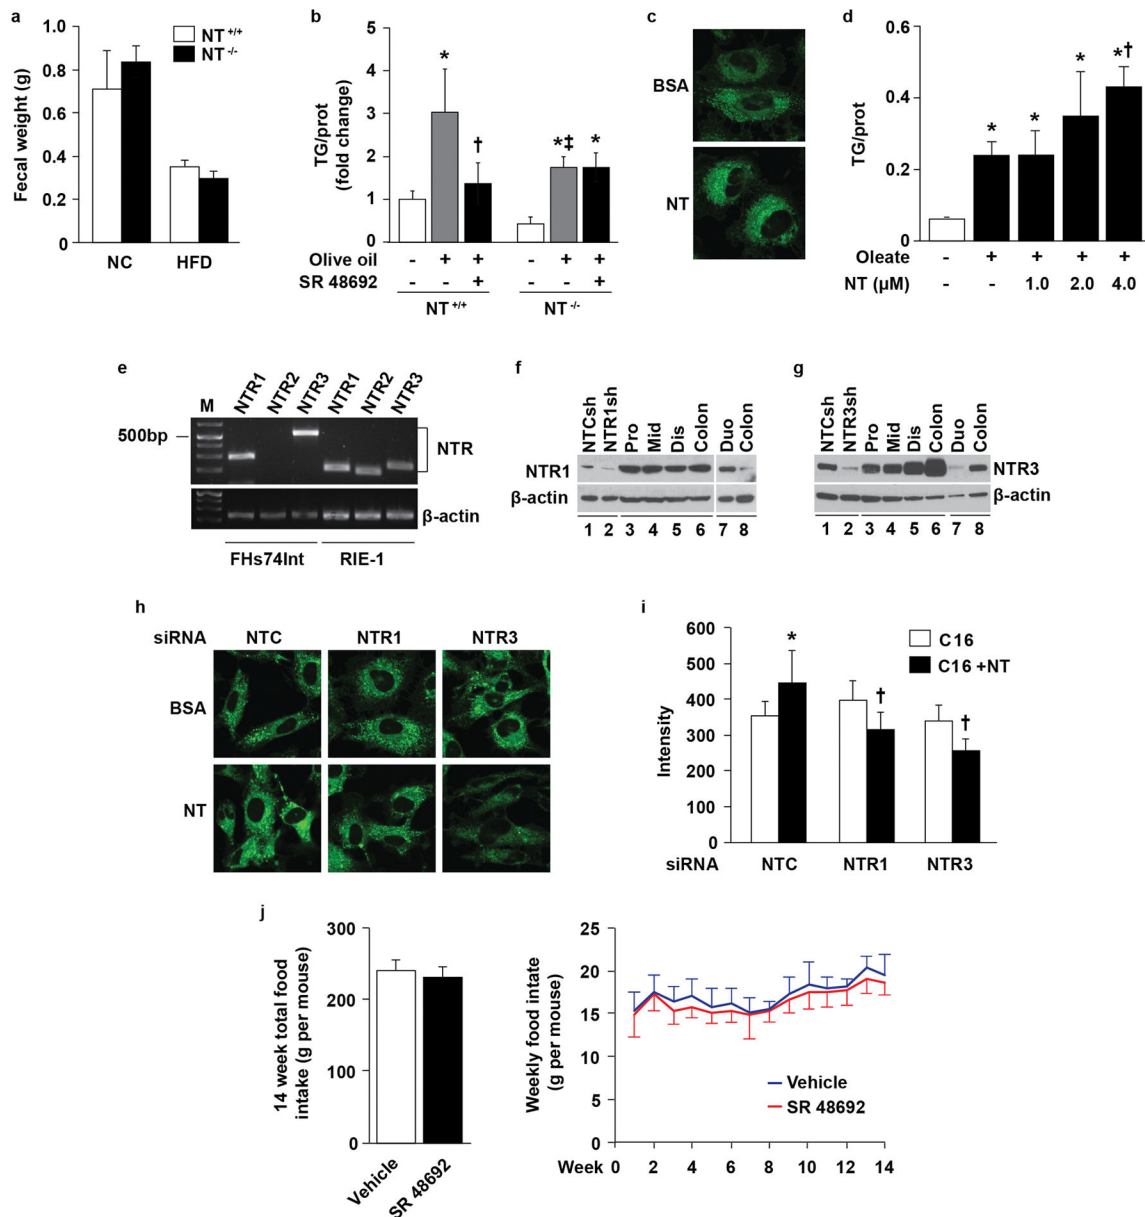 a
Fecal weight (g)
1.0
0.8
0.6
0.4
0.2
0
NC HFD
NT+/+
NT-/-
b
TG/prot
(fold change)
5
4
3
2
1
0
* † *‡ *
Olive oil - + + - + +
SR 48692 - - + - - +
NT+/+ NT-/-
c
BSA
NT
d
TG/prot
0.6
0.4
0.2
0
* * * *†
Oleate - + + + +
NT (µM) - - 1.0 2.0 4.0
e
M NTR1 NTR2 NTR3 NTR1 NTR2 NTR3
500bp
NTR
β-actin
FHs74Int RIE-1
f
NTCsh NTR1sh Pro Mid Dis Colon Duo Colon
NTR1
β-actin
1 2 3 4 5 6 7 8
g
NTCsh NTR3sh Pro Mid Dis Colon Duo Colon
NTR3
β-actin
1 2 3 4 5 6 7 8
h
siRNA NTC NTR1 NTR3
BSA
NT
i
Intensity
600
500
400
300
200
100
0
* † †
C16
C16 +NT
siRNA NTC NTR1 NTR3
j
14 week total food
intake (g per mouse)
300
200
100
0
Vehicle SR 48692
Weekly food intate
(g per mouse)
25
20
15
10
5
0
Vehicle
SR 48692
Week 0 2 4 6 8 10 12 14